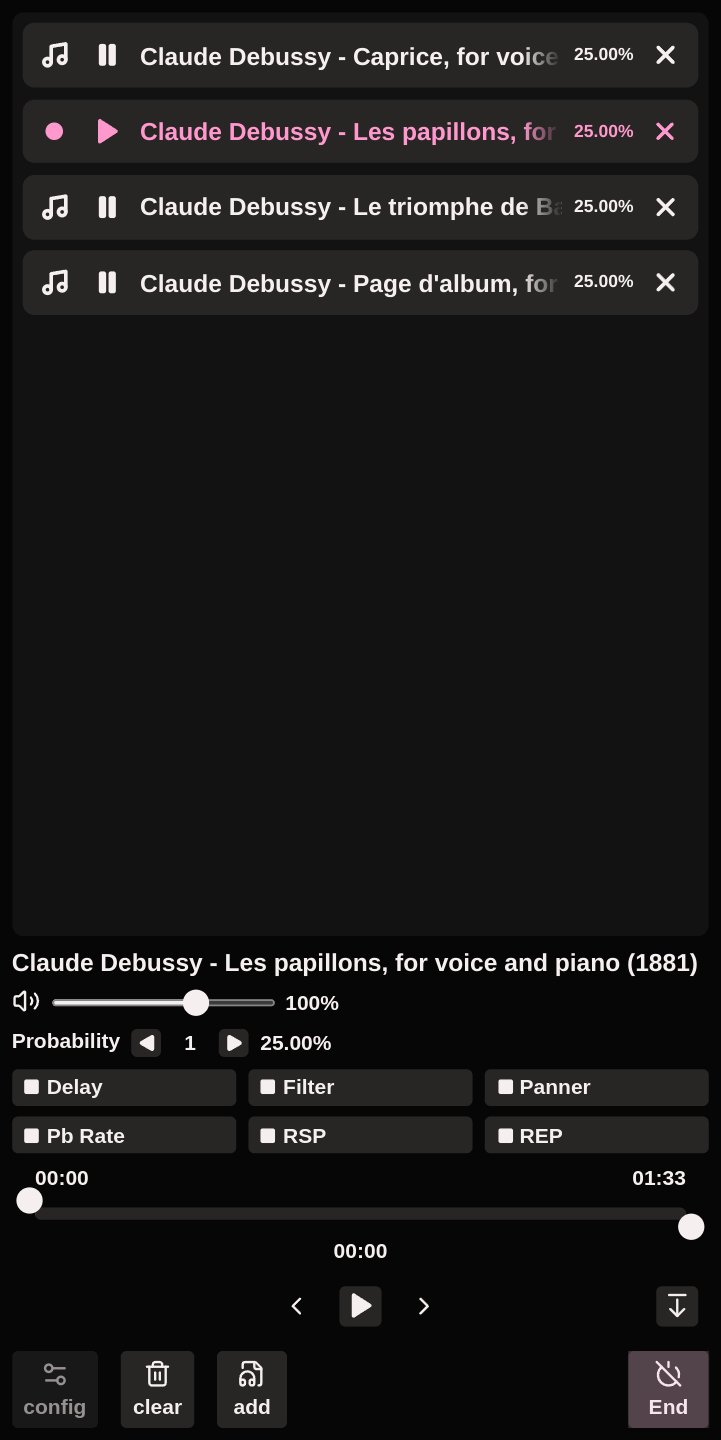 Claude Debussy - Caprice, for voice 25.00%
Claude Debussy - Les papillons, for 25.00%
Claude Debussy - Le triomphe de Ba 25.00%
Claude Debussy - Page d'album, for 25.00%
Claude Debussy - Les papillons, for voice and piano (1881)
100%
Probability 1 25.00%
Delay Filter Panner
Pb Rate RSP REP
00:00 01:33
00:00
config clear add End